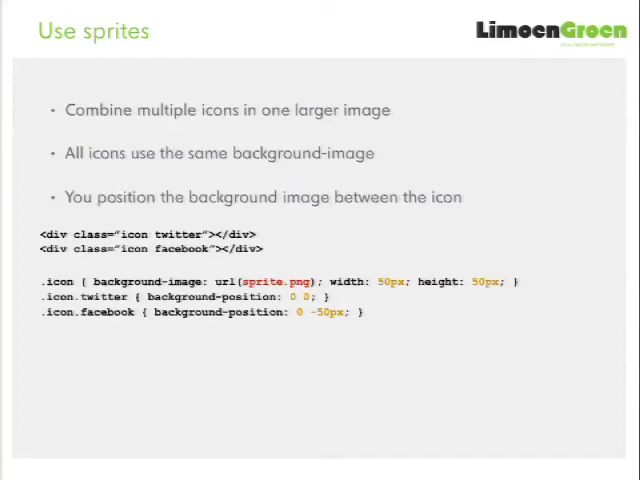 Use sprites
LimoenGroen
• Combine multiple icons in one larger image
• All icons use the same background-image
• You position the background image between the icon
<div class="icon twitter"></div>
<div class="icon facebook"></div>
.icon { background-image: url(sprite.png); width: 50px; height: 50px; }
.icon.twitter { background-position: 0 0; }
.icon.facebook { background-position: 0 -50px; }